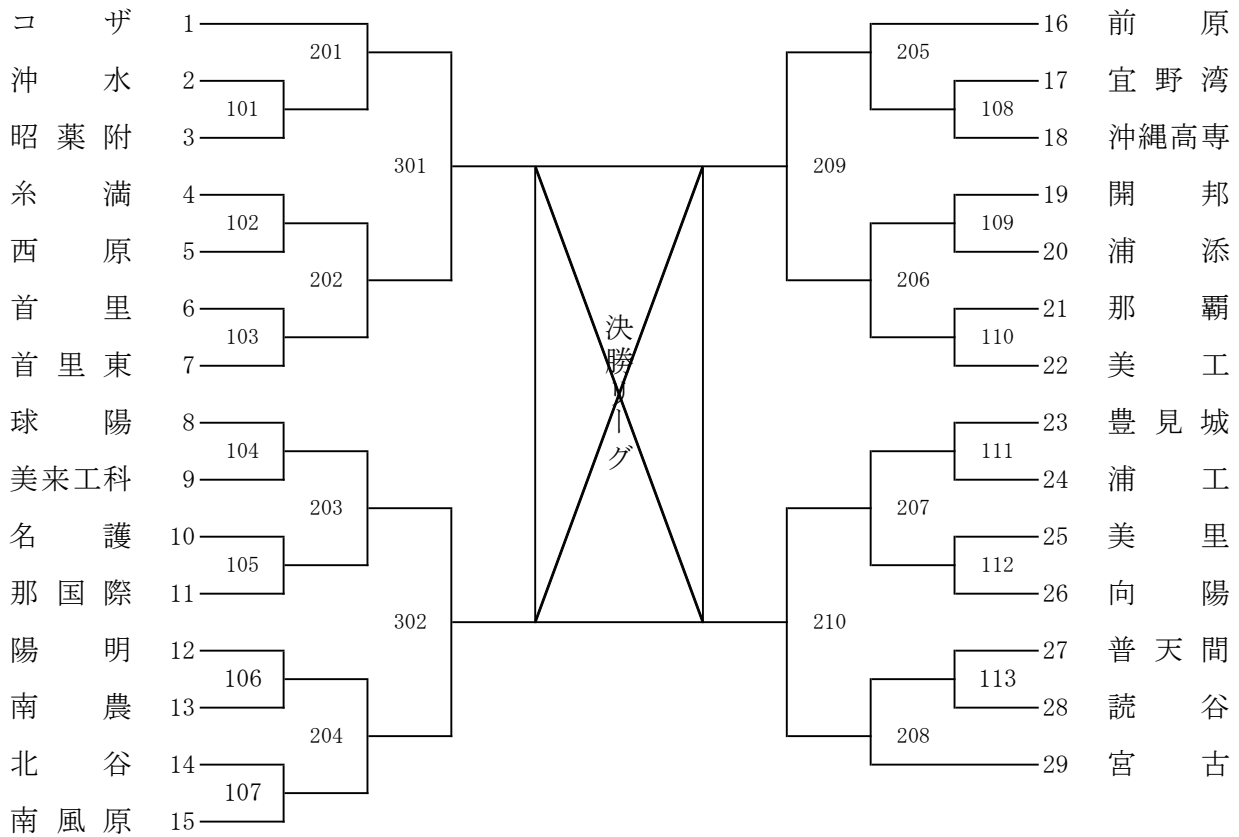 コザ 1
201
沖水 2
101
昭薬附 3
301
糸満 4
102
西原 5
202
首里 6
103
首里東 7
球陽 8
104
美来工科 9
203
名護 10
105
那国際 11
302
陽明 12
106
南農 13
204
北谷 14
107
南風原 15
決勝リーグ
16 前原
205
17 宜野湾
108
18 沖縄高専
209
19 開邦
109
20 浦添
206
21 那覇
110
22 美工
23 豊見城
111
24 浦工
207
25 美里
112
26 向陽
210
27 普天間
113
28 読谷
208
29 宮古